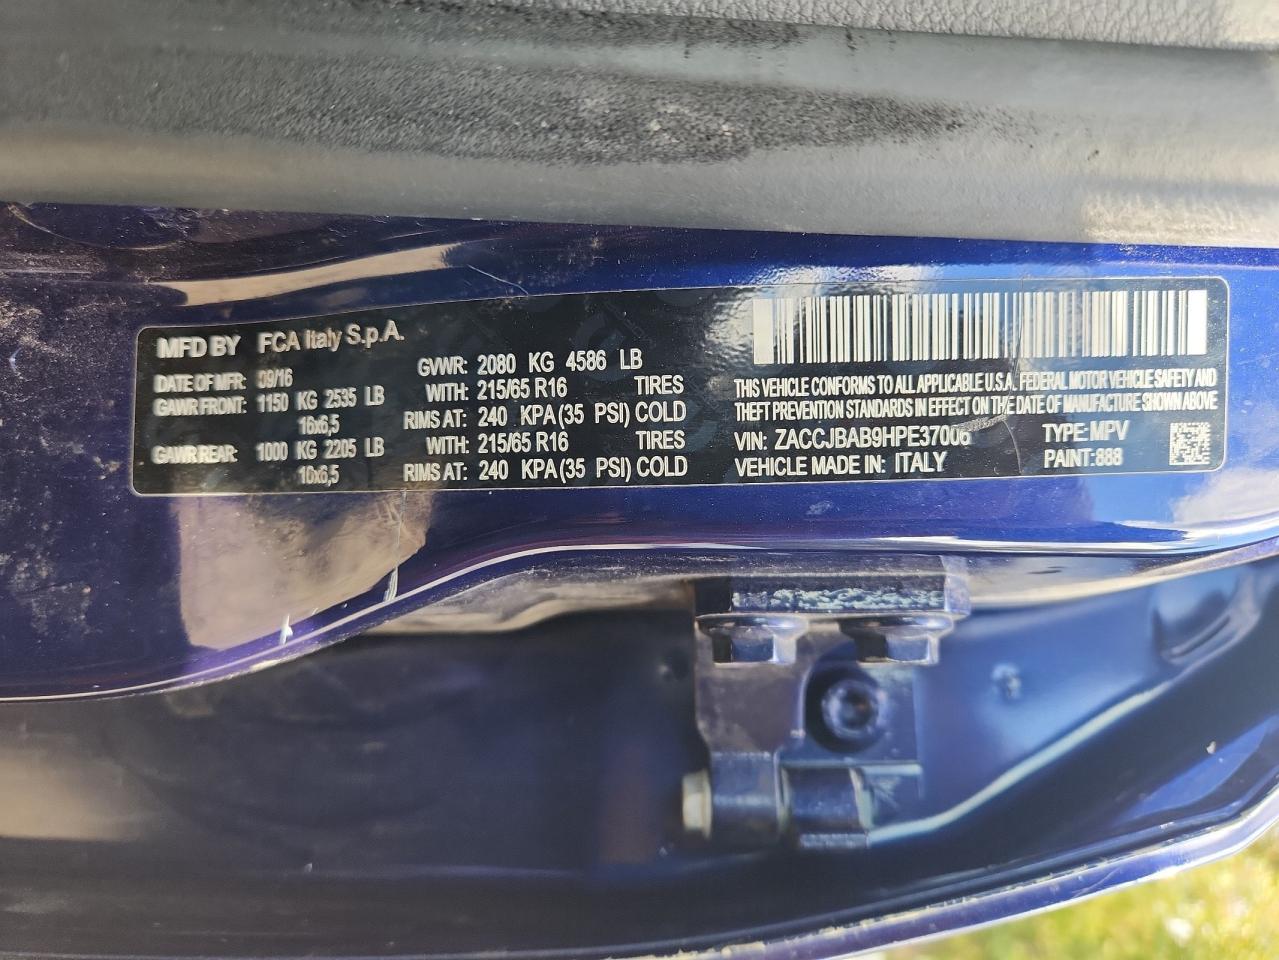 MFD BY FCA Italy S.p.A.
DATE OF MFR: 09/16
GAWR FRONT: 1150 KG 2535 LB
16x6,5
GAWR REAR: 1000 KG 2205 LB
16x6,5
GVWR: 2080 KG 4586 LB
WITH: 215/65 R16 TIRES
RIMS AT: 240 KPA(35 PSI) COLD
WITH: 215/65 R16 TIRES
RIMS AT: 240 KPA(35 PSI) COLD
THIS VEHICLE CONFORMS TO ALL APPLICABLE U.S.A. FEDERAL MOTOR VEHICLE SAFETY AND
THEFT PREVENTION STANDARDS IN EFFECT ON THE DATE OF MANUFACTURE SHOWN ABOVE
VIN: ZACCJBAB9HPE37006 TYPE: MPV
VEHICLE MADE IN: ITALY PAINT: 888